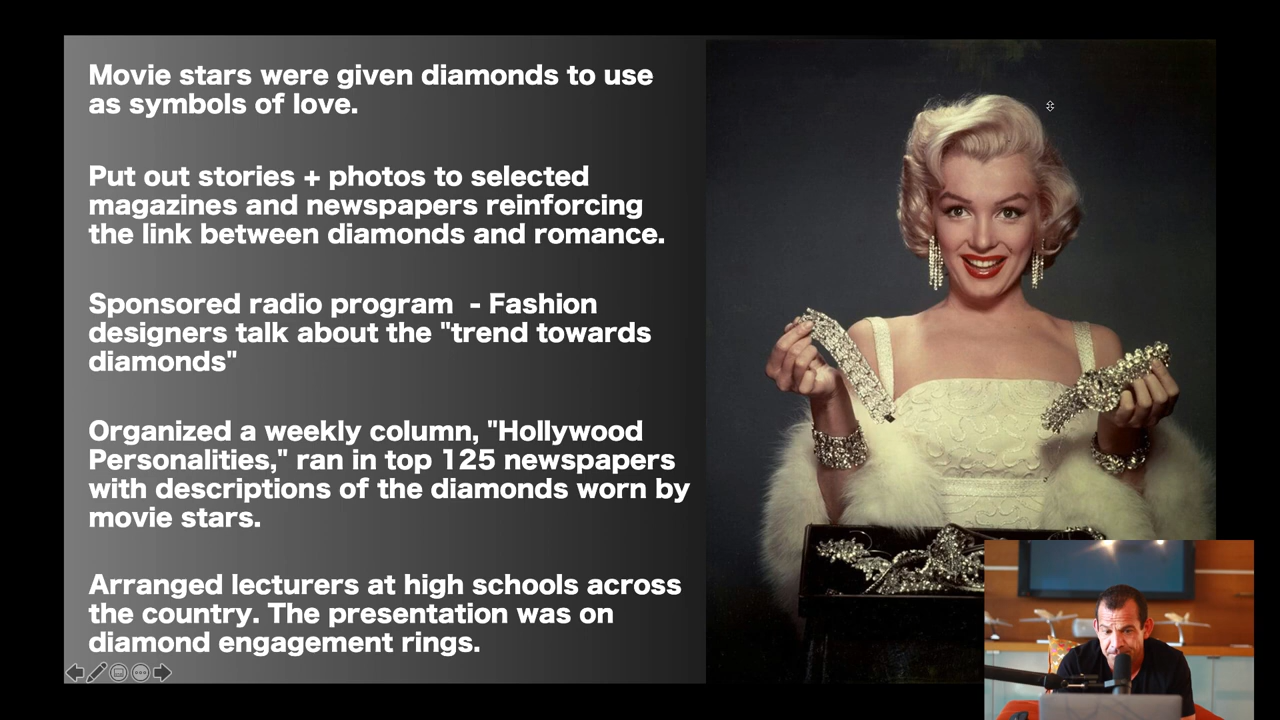 Movie stars were given diamonds to use
as symbols of love.
Put out stories + photos to selected
magazines and newspapers reinforcing
the link between diamonds and romance.
Sponsored radio program  - Fashion
designers talk about the "trend towards
diamonds"
Organized a weekly column, "Hollywood
Personalities," ran in top 125 newspapers
with descriptions of the diamonds worn by
movie stars.
Arranged lecturers at high schools across
the country. The presentation was on
diamond engagement rings.